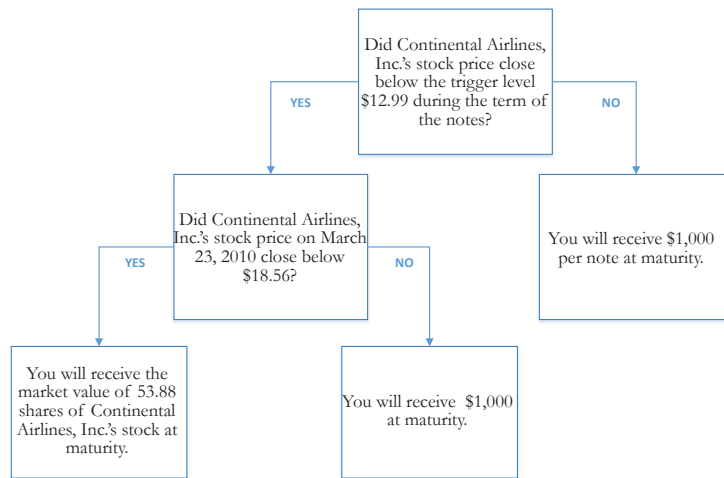 Did Continental Airlines,
Inc.'s stock price close
below the trigger level
$12.99 during the term of
the notes?
YES
NO
Did Continental Airlines,
Inc.'s stock price on March
23, 2010 close below
$18.56?
You will receive $1,000
per note at maturity.
YES
NO
You will receive the
market value of 53.88
shares of Continental
Airlines, Inc.'s stock at
maturity.
You will receive $1,000
at maturity.